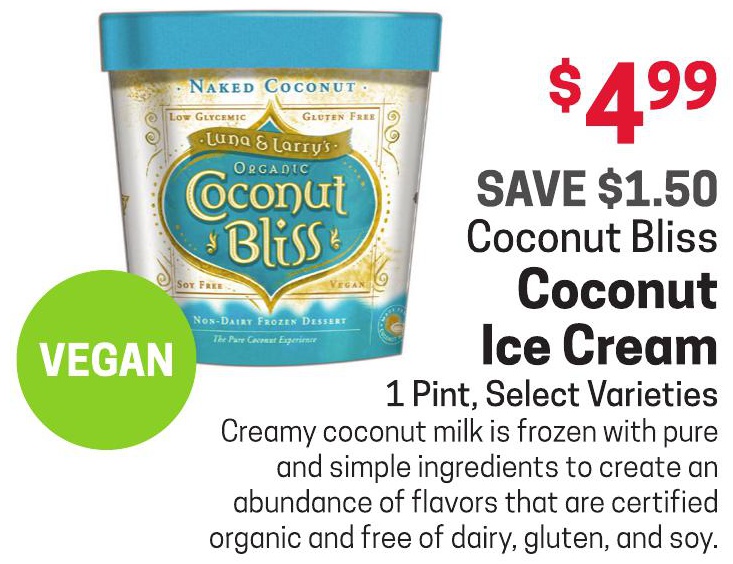 · NAKED COCONUT ·
LOW GLYCEMIC GLUTEN FREE
· Luna & Larry's ·
ORGANIC
Coconut
Bliss
SOY FREE VEGAN
NON-DAIRY FROZEN DESSERT
The Pure Coconut Experience
VEGAN
$4.99
SAVE $1.50
Coconut Bliss
Coconut
Ice Cream
1 Pint, Select Varieties
Creamy coconut milk is frozen with pure
and simple ingredients to create an
abundance of flavors that are certified
organic and free of dairy, gluten, and soy.